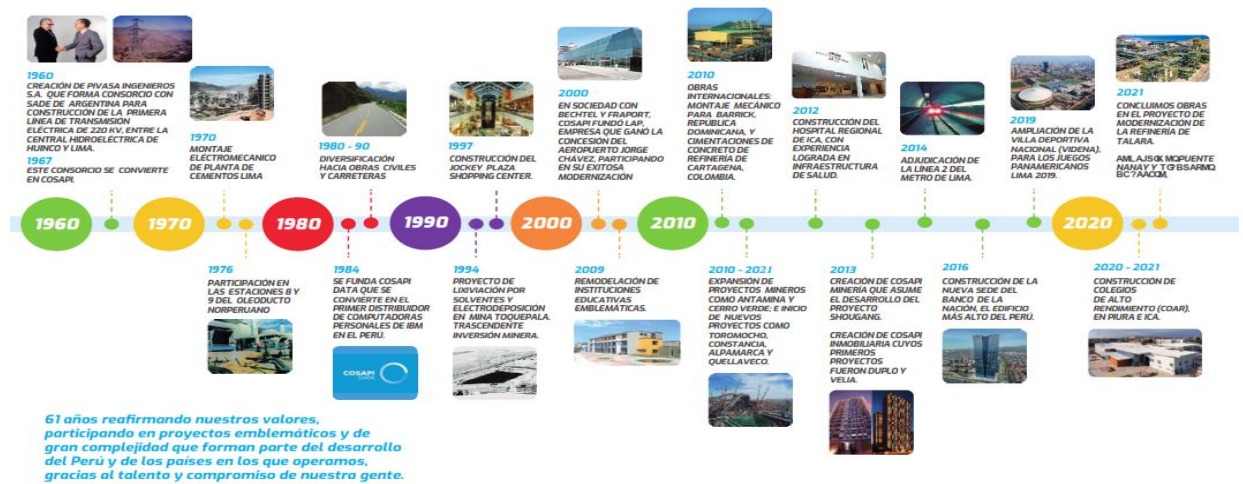 1960
CREACIÓN DE PIVASA INGENIEROS
S.A. QUE FORMA CONSORCIO CON
SADE DE ARGENTINA PARA
CONSTRUCCIÓN DE LA PRIMERA
LÍNEA DE TRANSMISIÓN
ELÉCTRICA DE 220 KV, ENTRE LA
CENTRAL HIDROELÉCTRICA DE
HUINCO Y LIMA.
1967
ESTE CONSORCIO SE CONVIERTE
EN COSAPI.
1970
MONTAJE
ELECTROMECANICO
DE PLANTA DE
CEMENTOS LIMA
1980 - 90
DIVERSIFICACIÓN
HACIA OBRAS CIVILES
Y CARRETERAS
1997
CONSTRUCCIÓN DEL
JOCKEY PLAZA
SHOPPING CENTER.
2000
EN SOCIEDAD CON
BECHTEL Y FRAPORT,
COSAPI FUNDÓ LAP,
EMPRESA QUE GANÓ LA
CONCESIÓN DEL
AEROPUERTO JORGE
CHÁVEZ, PARTICIPANDO
EN SU EXITOSA
MODERNIZACIÓN
2010
OBRAS
INTERNACIONALES:
MONTAJE MECÁNICO
PARA BARRICK,
REPÚBLICA
DOMINICANA, Y
CIMENTACIONES DE
CONCRETO DE
REFINERÍA DE
CARTAGENA,
COLOMBIA.
2012
CONSTRUCCIÓN DEL
HOSPITAL REGIONAL
DE ICA, CON
EXPERIENCIA
LOGRADA EN
INFRAESTRUCTURA
DE SALUD.
2014
ADJUDICACIÓN DE
LA LÍNEA 2 DEL
METRO DE LIMA.
2019
AMPLIACIÓN DE LA
VILLA DEPORTIVA
NACIONAL (VIDENA),
PARA LOS JUEGOS
PANAMERICANOS
LIMA 2019.
2021
CONCLUIMOS OBRAS
EN EL PROYECTO DE
MODERNIZACIÓN DE
LA REFINERÍA DE
TALARA.
PUENTE
NANAY Y
1960
1970
1980
1990
2000
2010
2020
1976
PARTICIPACIÓN EN
LAS ESTACIONES 8 Y
9 DEL OLEODUCTO
NORPERUANO
1984
SE FUNDA COSAPI
DATA QUE SE
CONVIERTE EN EL
PRIMER DISTRIBUIDOR
DE COMPUTADORAS
PERSONALES DE IBM
EN EL PERÚ.
COSAPI
DATA
1994
PROYECTO DE
LIXIVIACIÓN POR
SOLVENTES Y
ELECTRODEPOSICIÓN
EN MINA TOQUEPALA.
TRASCENDENTE
INVERSIÓN MINERA.
2009
REMODELACIÓN DE
INSTITUCIONES
EDUCATIVAS
EMBLEMÁTICAS.
2010 - 2021
EXPANSIÓN DE
PROYECTOS MINEROS
COMO ANTAMINA Y
CERRO VERDE; E INICIO
DE NUEVOS
PROYECTOS COMO
TOROMOCHO,
CONSTANCIA,
ALPAMARCA Y
QUELLAVECO.
2013
CREACIÓN DE COSAPI
MINERÍA QUE ASUME
EL DESARROLLO DEL
PROYECTO
SHOUGANG.
CREACIÓN DE COSAPI
INMOBILIARIA CUYOS
PRIMEROS
PROYECTOS
FUERON DUPLO Y
VELIA.
2016
CONSTRUCCIÓN DE LA
NUEVA SEDE DEL
BANCO DE LA
NACIÓN, EL EDIFICIO
MÁS ALTO DEL PERÚ.
2020 - 2021
CONSTRUCCIÓN
DE COLEGIOS
DE ALTO
RENDIMIENTO (COAR),
EN PIURA E ICA.
61 años reafirmando nuestros valores,
participando en proyectos emblemáticos y de
gran complejidad que forman parte del desarrollo
del Perú y de los países en los que operamos,
gracias al talento y compromiso de nuestra gente.